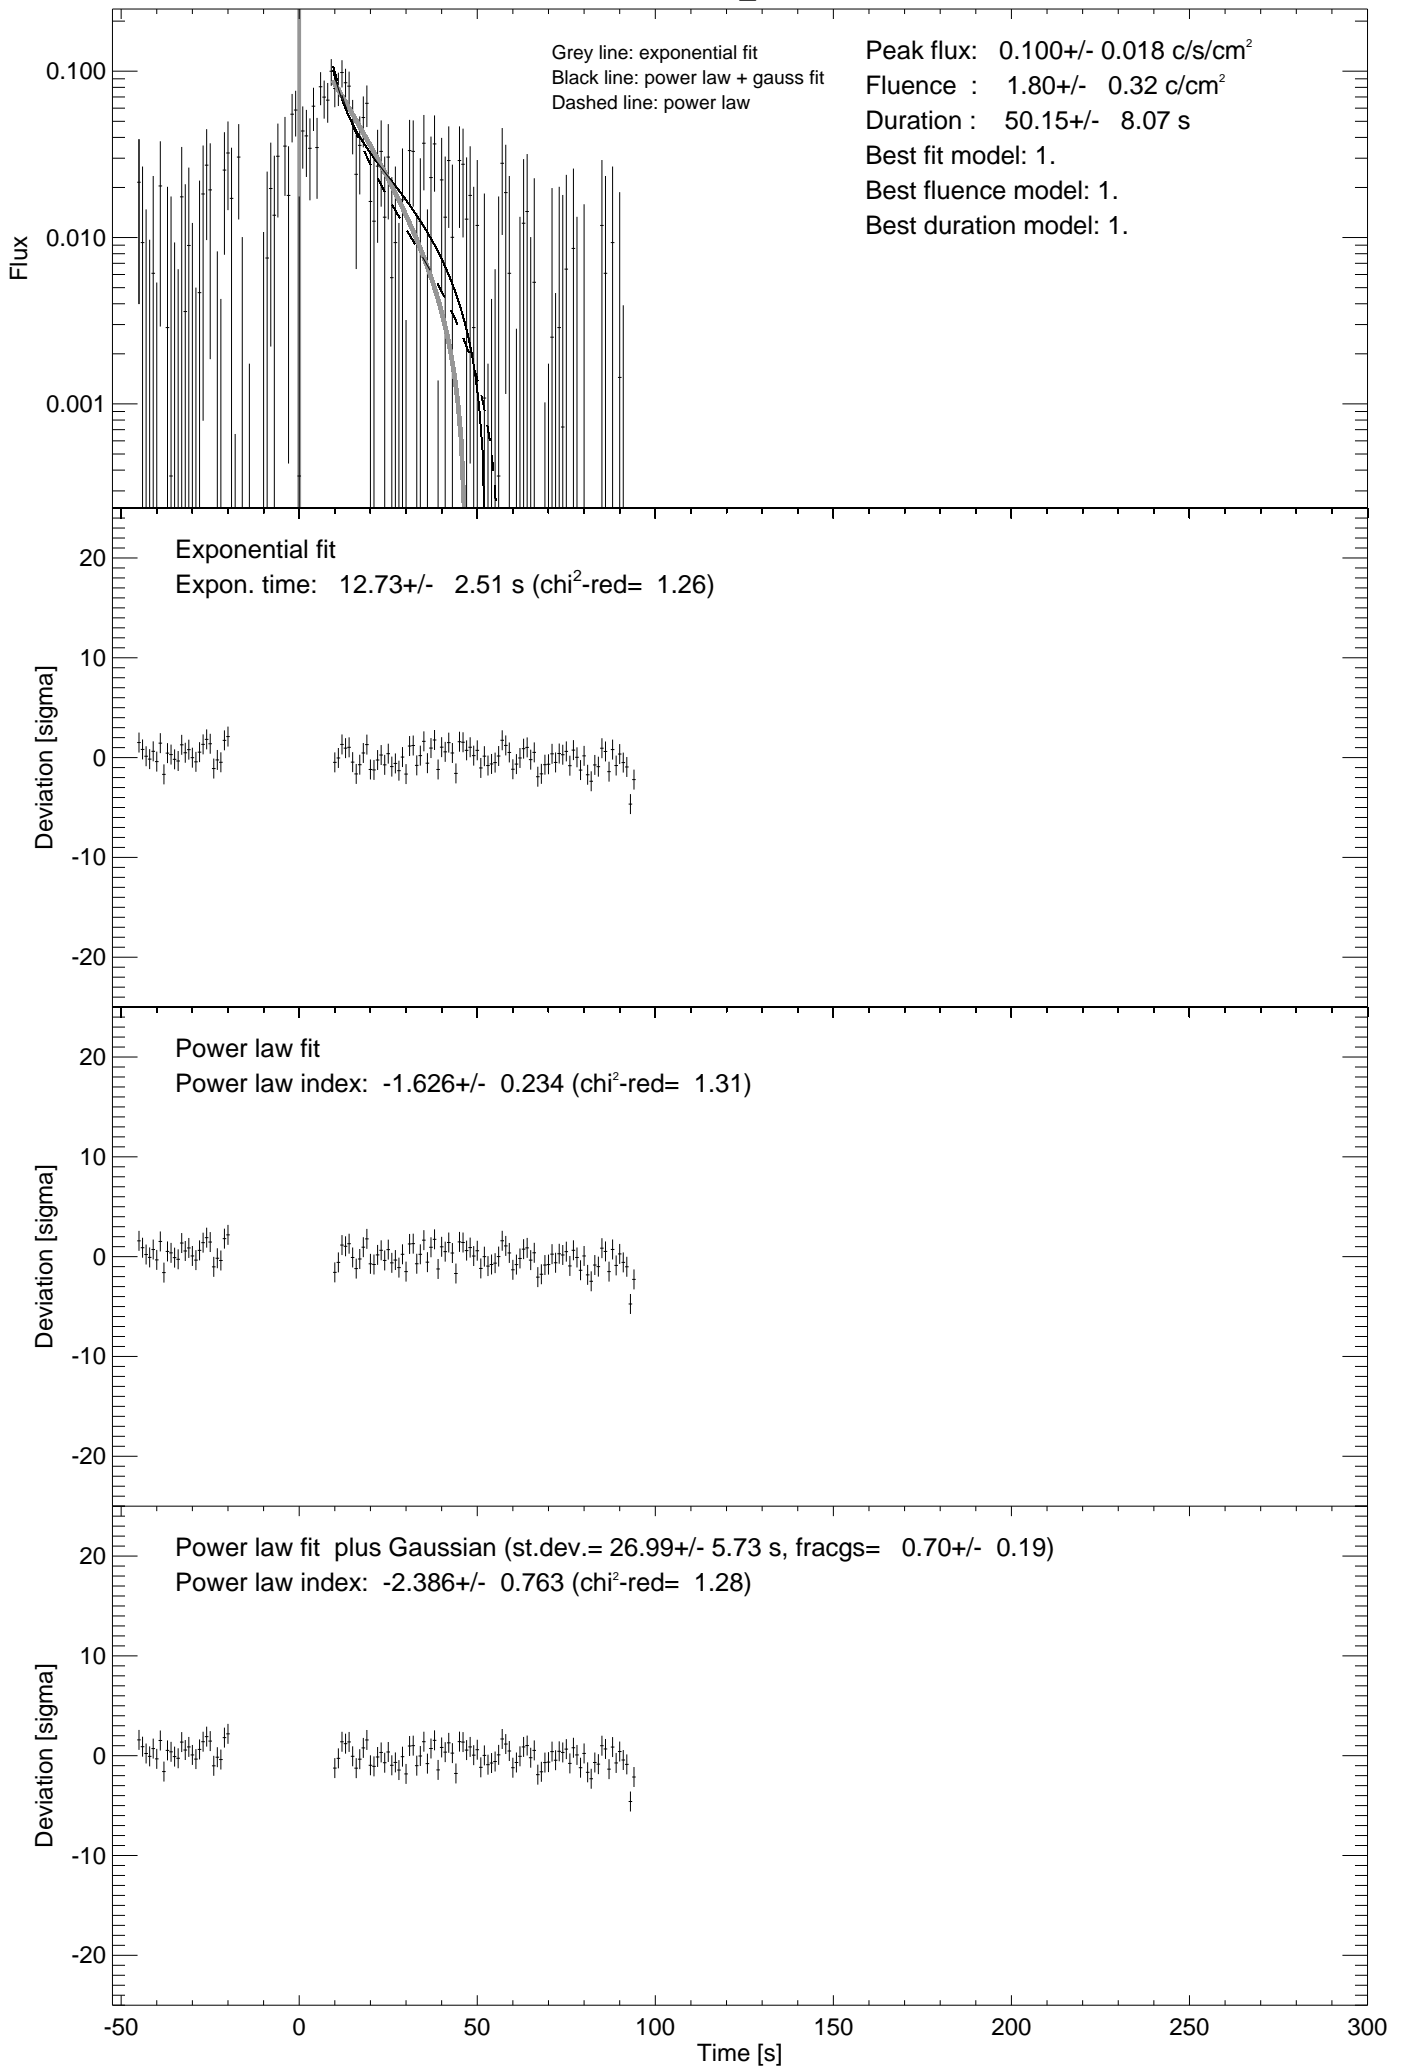 Grey line: exponential fit
Black line: power law + gauss fit
Dashed line: power law
Peak flux: 0.100+/- 0.018 c/s/cm²
Fluence : 1.80+/- 0.32 c/cm²
Duration : 50.15+/- 8.07 s
Best fit model: 1.
Best fluence model: 1.
Best duration model: 1.
0.100
0.010
0.001
Flux
Exponential fit
Expon. time: 12.73+/- 2.51 s (chi²-red= 1.26)
20
10
0
-10
-20
Deviation [sigma]
Power law fit
Power law index: -1.626+/- 0.234 (chi²-red= 1.31)
20
10
0
-10
-20
Deviation [sigma]
Power law fit plus Gaussian (st.dev.= 26.99+/- 5.73 s, fracgs= 0.70+/- 0.19)
Power law index: -2.386+/- 0.763 (chi²-red= 1.28)
20
10
0
-10
-20
Deviation [sigma]
-50 0 50 100 150 200 250 300
Time [s]